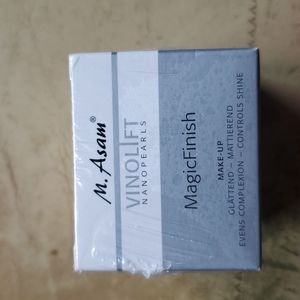 M. Asam®
VINOLIFT
NANOPEARLS
MagicFinish
MAKE-UP
GLÄTTEND - MATTIEREND
EVENS COMPLEXION - CONTROLS SHINE